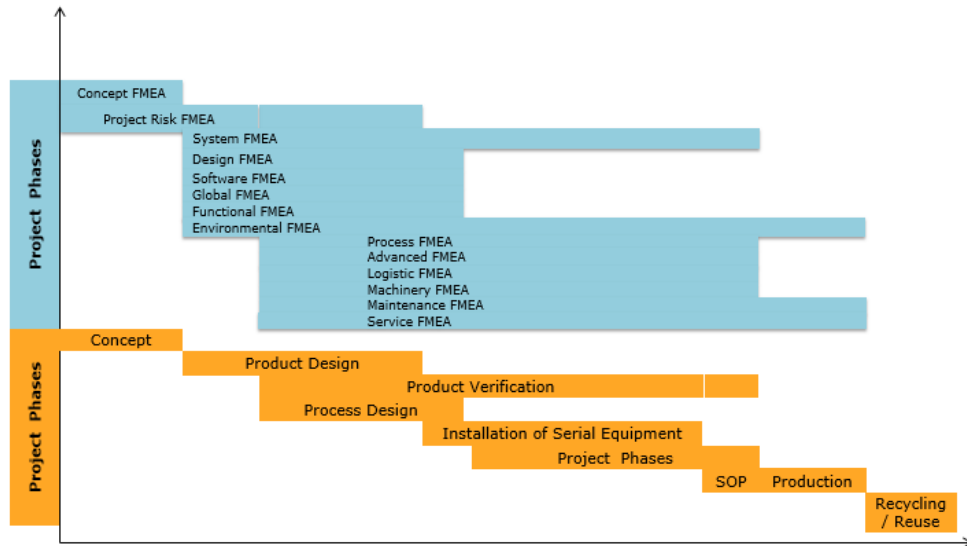 Project Phases
Concept FMEA
Project Risk FMEA
System FMEA
Design FMEA
Software FMEA
Global FMEA
Functional FMEA
Environmental FMEA
Process FMEA
Advanced FMEA
Logistic FMEA
Machinery FMEA
Maintenance FMEA
Service FMEA
Project Phases
Concept
Product Design
Product Verification
Process Design
Installation of Serial Equipment
Project Phases
SOP
Production
Recycling
/ Reuse